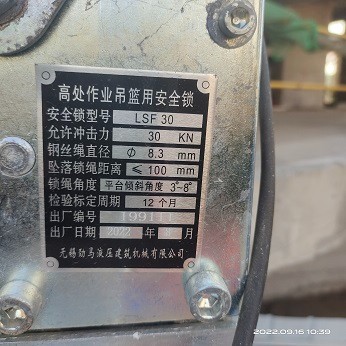 高处作业吊篮用安全锁
安全锁型号 LSF 30
允许冲击力 30 KN
钢丝绳直径 Φ 8.3 mm
坠落锁绳距离 ≤ 100 mm
锁绳角度 平台倾斜角度 3°-8°
检验标定周期 12 个月
出厂编号
出厂日期 2022 年 月
无锡劲马液压建筑机械有限公司
2022.09.16 10:39